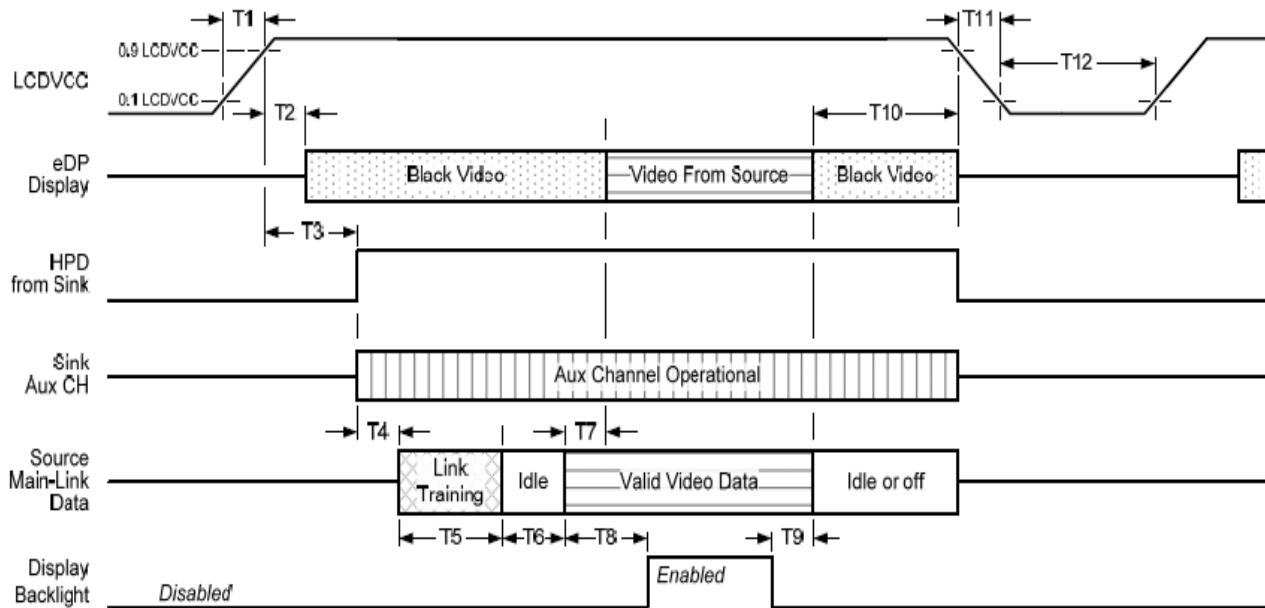 T1
T11
0.9 LCDVCC
LCDVCC
T12
0.1 LCDVCC
T2
T10
eDP
Display
Black Video
Video From Source
Black Video
T3
HPD
from Sink
Sink
Aux CH
Aux Channel Operational
T4
T7
Source
Main-Link
Data
Link
Training
Idle
Valid Video Data
Idle or off
T5
T6
T8
T9
Display
Backlight
Disabled
Enabled